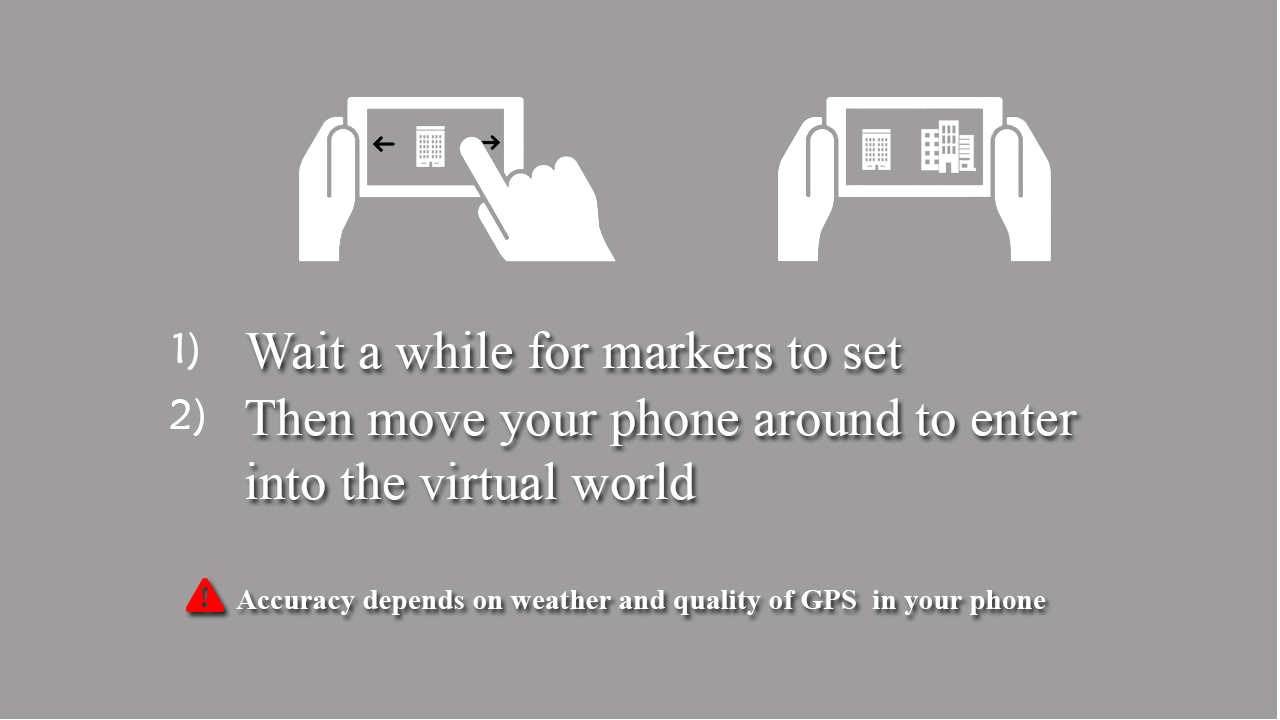 1) Wait a while for markers to set
2) Then move your phone around to enter
into the virtual world
! Accuracy depends on weather and quality of GPS in your phone